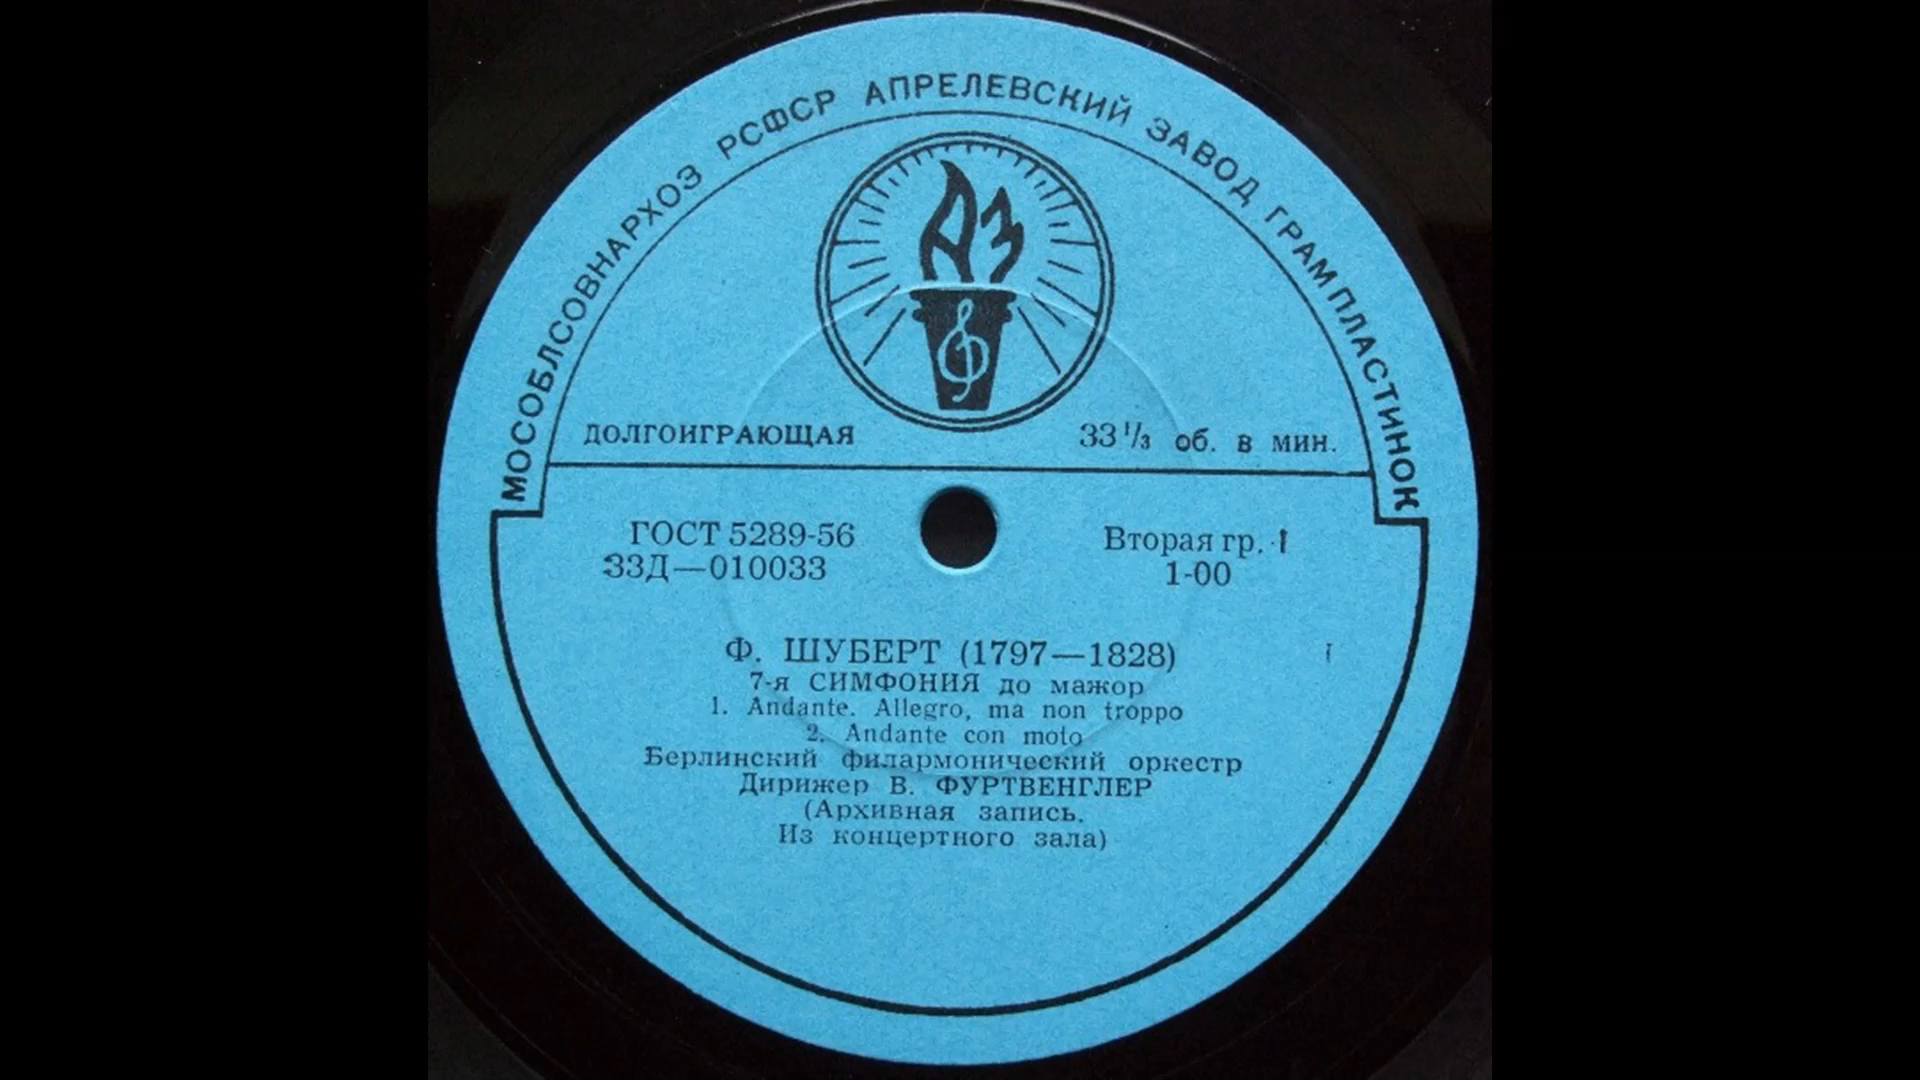 МОСОБЛСОВНАРХОЗ РСФСР АПРЕЛЕВСКИЙ ЗАВОД ГРАМПЛАСТИНОК
АЗ
ДОЛГОИГРАЮЩАЯ 33 1/3 об. в мин.
ГОСТ 5289-56 Вторая гр. 1
33Д—010033 1-00
Ф. ШУБЕРТ (1797—1828)
7-я СИМФОНИЯ до мажор
1. Andante. Allegro, ma non troppo
2. Andante con moto
Берлинский филармонический оркестр
Дирижер В. ФУРТВЕНГЛЕР
(Архивная запись.
Из концертного зала)